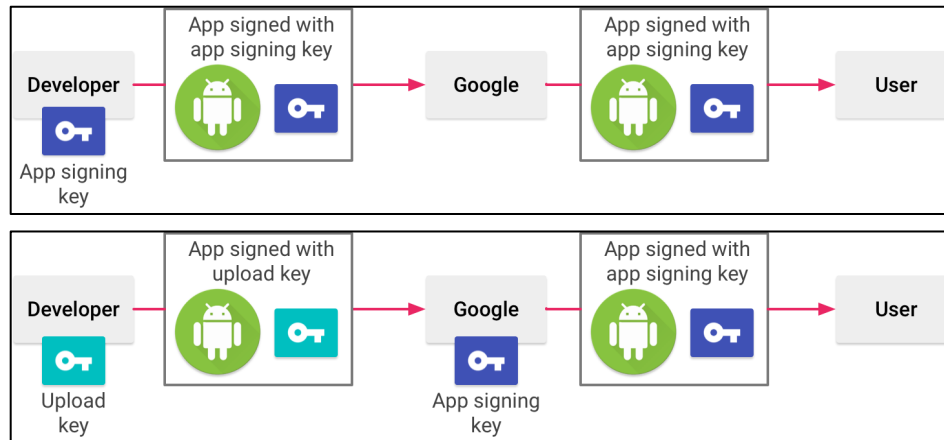 App signed with
app signing key
App signed with
app signing key
Developer
Google
User
App signing
key
App signed with
upload key
App signed with
app signing key
Developer
Google
User
Upload
key
App signing
key